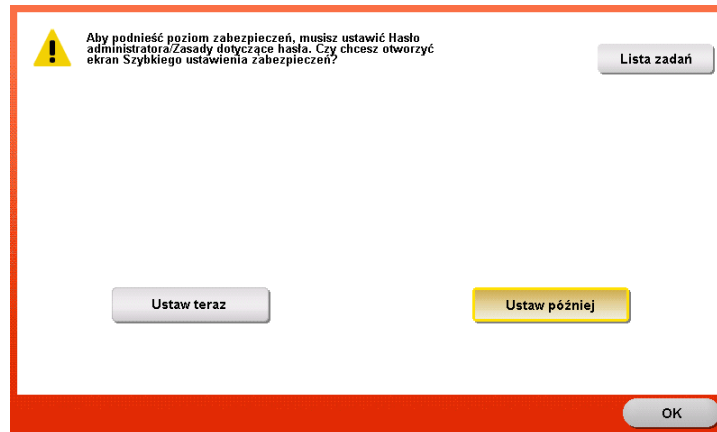 Aby podnieść poziom zabezpieczeń, musisz ustawić Hasło
administratora/Zasady dotyczące hasła. Czy chcesz otworzyć
ekran Szybkiego ustawienia zabezpieczeń?
Lista zadań
Ustaw teraz
Ustaw później
OK